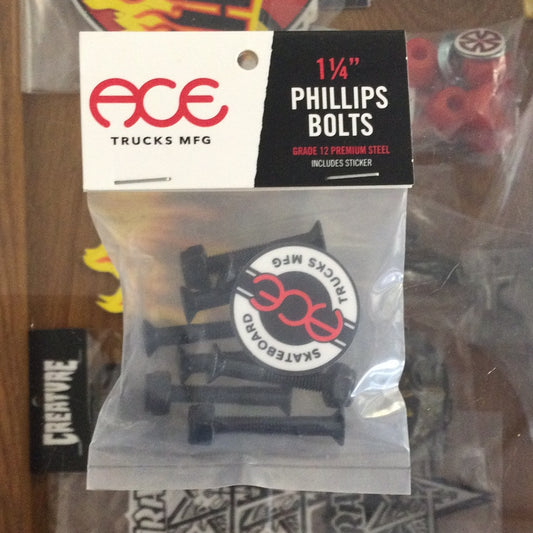 ACE
TRUCKS MFG
1¼"
PHILLIPS
BOLTS
GRADE 12 PREMIUM STEEL
INCLUDES STICKER
TRUCKS MFG
ACE
SKATEBOARD
CREATURE